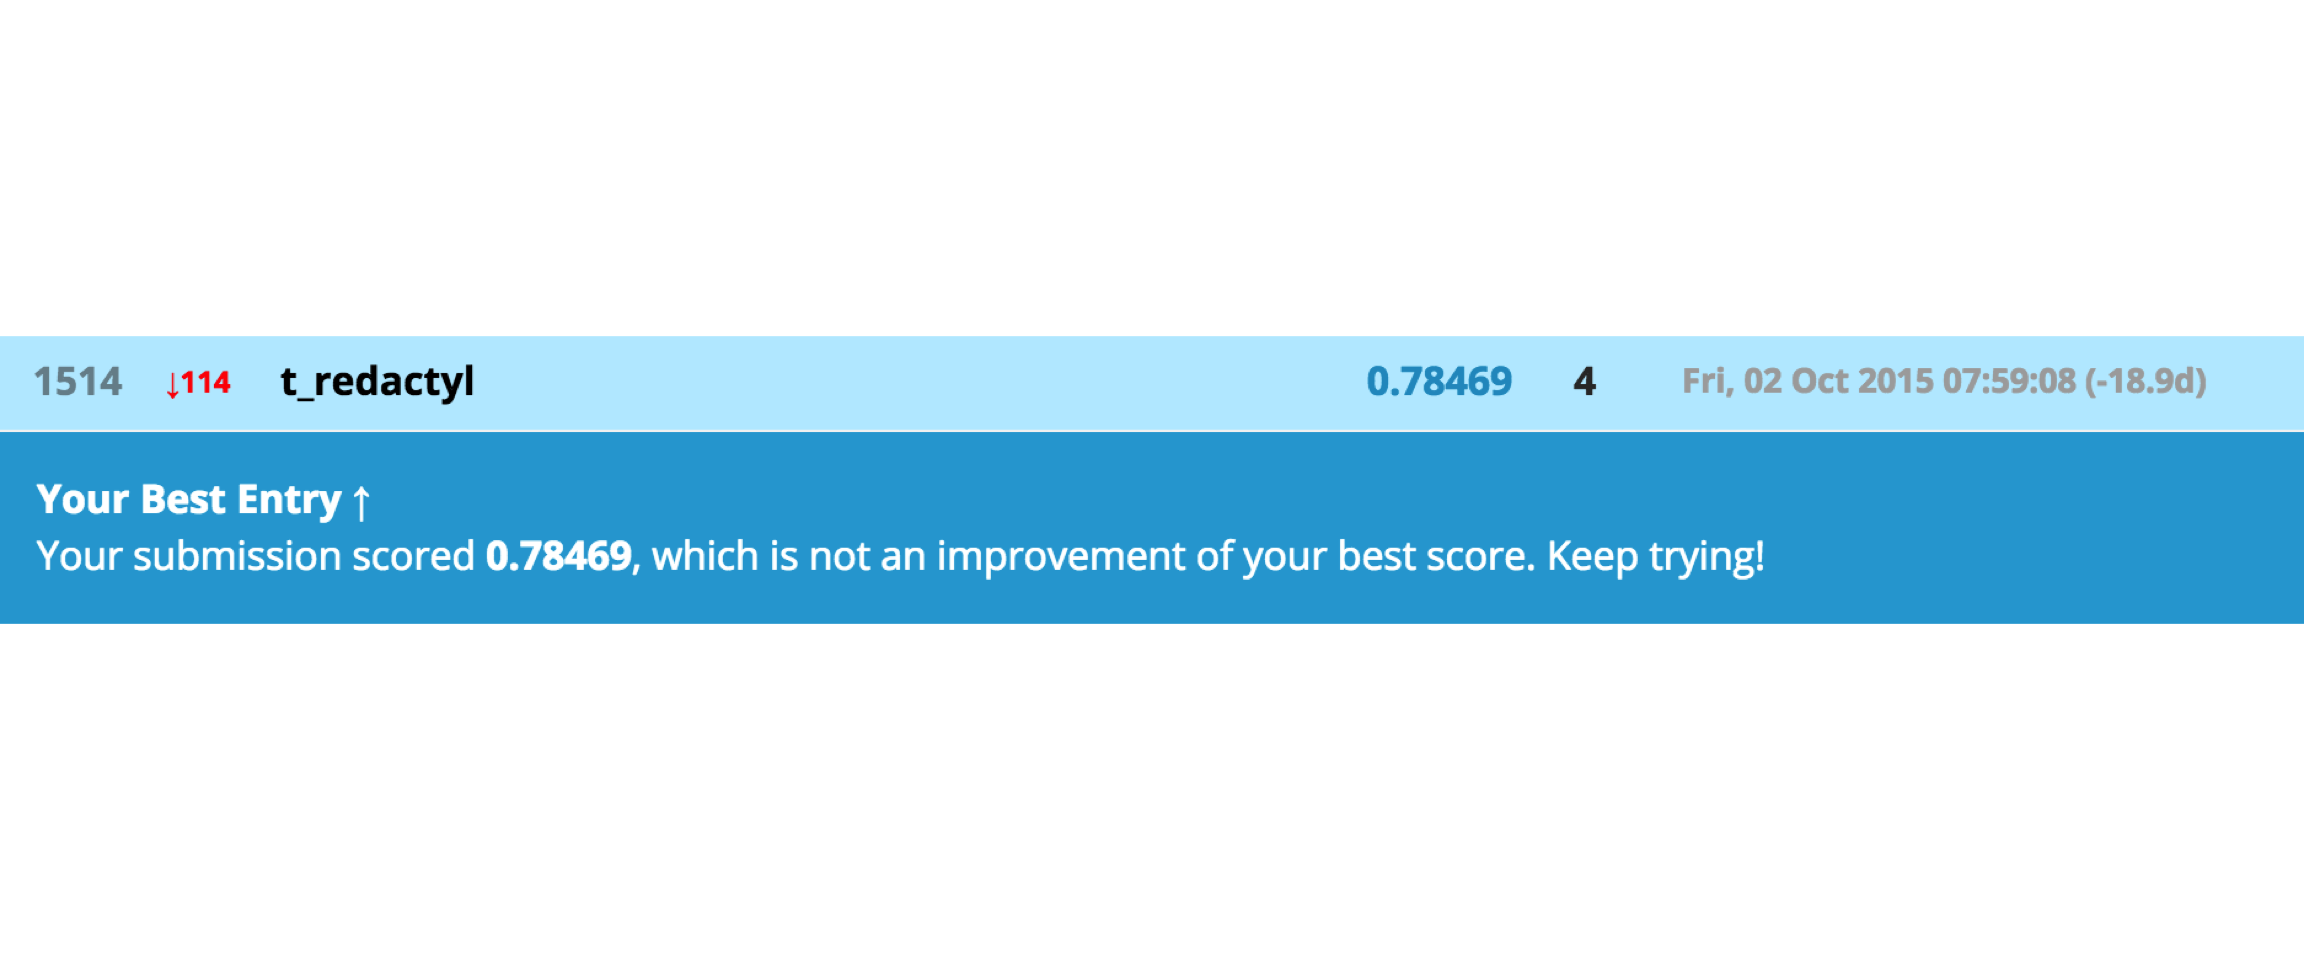 1514 ↓114 t_redactyl 0.78469 4 Fri, 02 Oct 2015 07:59:08 (-18.9d)
Your Best Entry ↑
Your submission scored 0.78469, which is not an improvement of your best score. Keep trying!